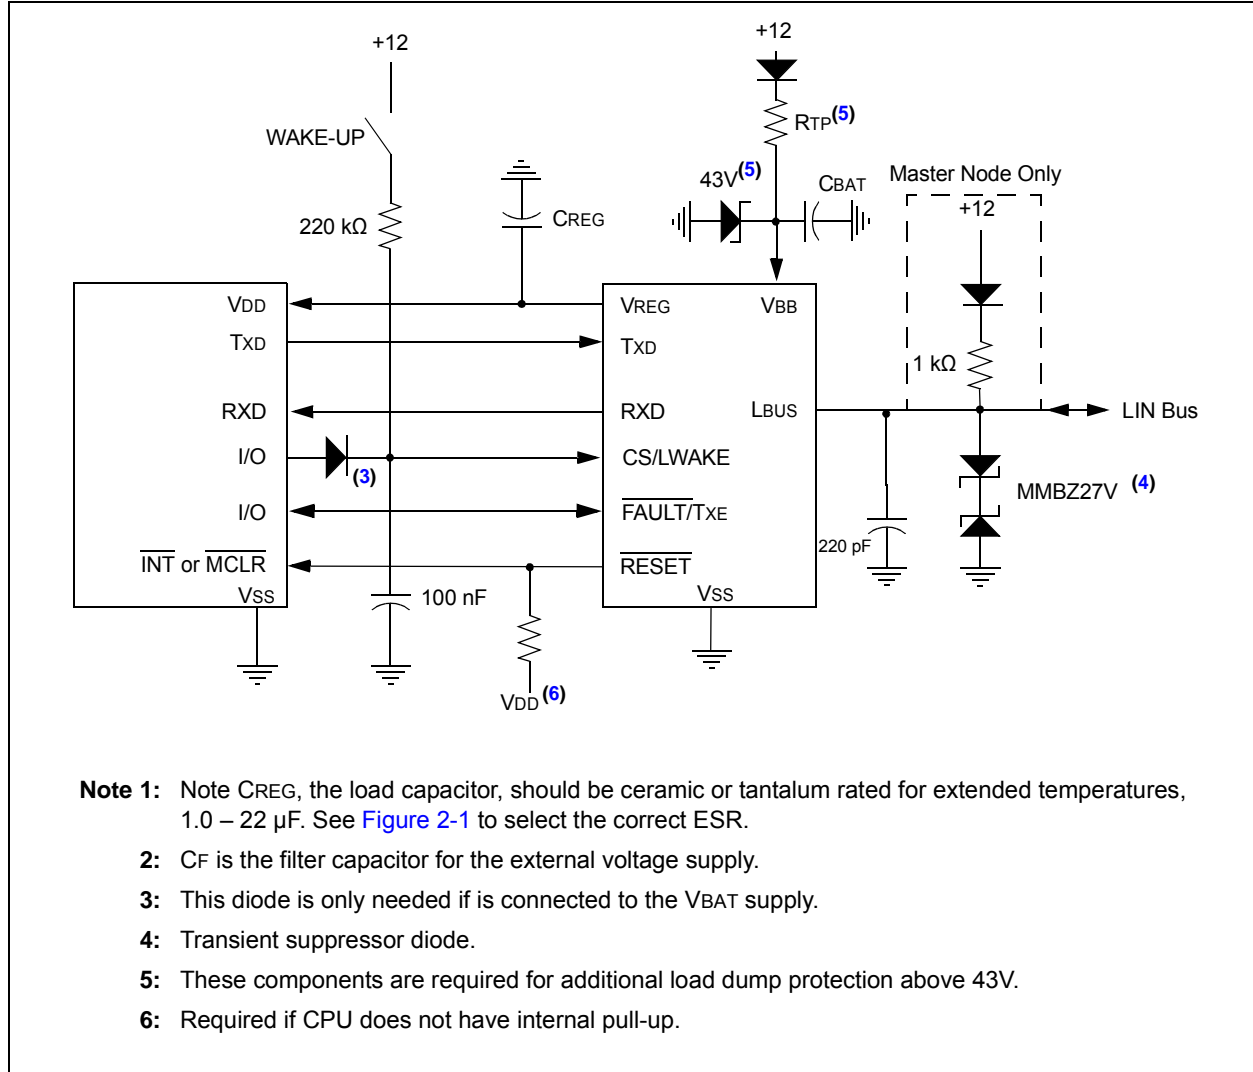 +12
+12
WAKE-UP
RTP(5)
43V(5)
CBAT
Master Node Only
+12
220 kΩ
CREG
VDD
VREG
VBB
TXD
TXD
1 kΩ
RXD
RXD
LBUS
LIN Bus
I/O
(3)
CS/LWAKE
MMBZ27V (4)
I/O
FAULT/TXE
220 pF
INT or MCLR
RESET
VSS
100 nF
VSS
VDD(6)
Note 1: Note CREG, the load capacitor, should be ceramic or tantalum rated for extended temperatures,
1.0 – 22 µF. See Figure 2-1 to select the correct ESR.
2: CF is the filter capacitor for the external voltage supply.
3: This diode is only needed if is connected to the VBAT supply.
4: Transient suppressor diode.
5: These components are required for additional load dump protection above 43V.
6: Required if CPU does not have internal pull-up.